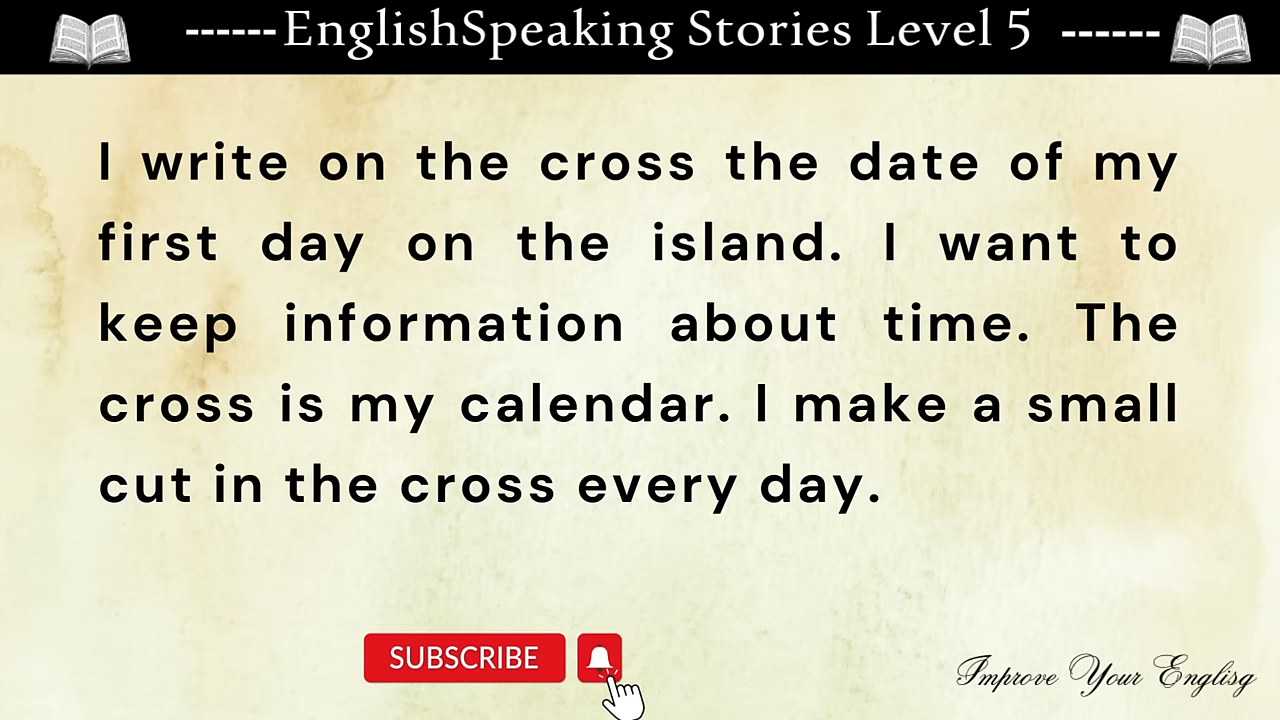 ------EnglishSpeaking Stories Level 5 ------
I write on the cross the date of my
first day on the island. I want to
keep information about time. The
cross is my calendar. I make a small
cut in the cross every day.
SUBSCRIBE
Improve Your Englisg